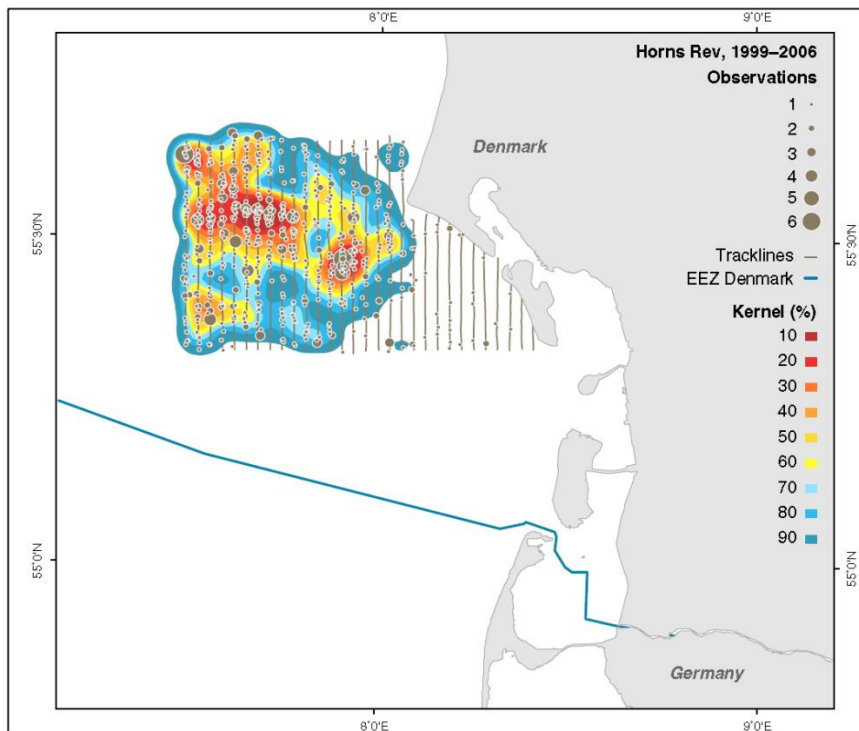 8°0'E
9°0'E
Horns Rev, 1999–2006
Observations
1
2
3
4
5
6
Tracklines
EEZ Denmark
Kernel (%)
10
20
30
40
50
60
70
80
90
Denmark
55°30'N
55°30'N
55°0'N
55°0'N
Germany
8°0'E
9°0'E